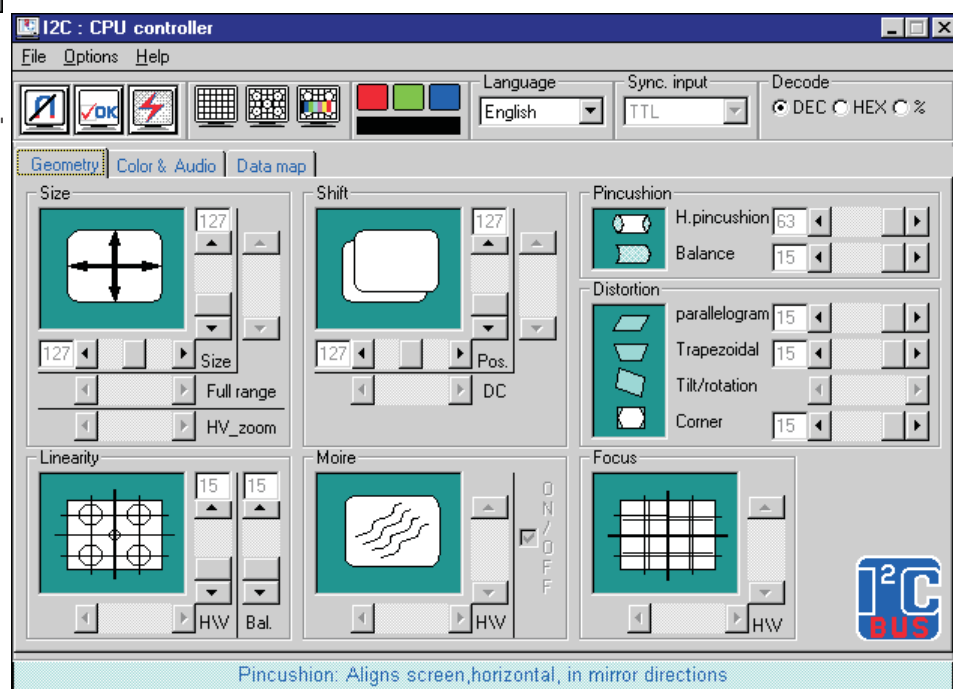 I2C : CPU controller
File Options Help
OK
Language
English
Sync. input
TTL
Decode
DEC HEX %
Geometry Color & Audio Data map
Size
127
127
Size
Full range
HV_zoom
Shift
127
127
Pos.
DC
Pincushion
H.pincushion 63
Balance 15
Distortion
parallelogram 15
Trapezoidal 15
Tilt/rotation
Corner 15
Linearity
15 15
H\V Bal.
Moire
ON/OFF
H\V
Focus
H\V
I²C
BUS
Pincushion: Aligns screen,horizontal, in mirror directions